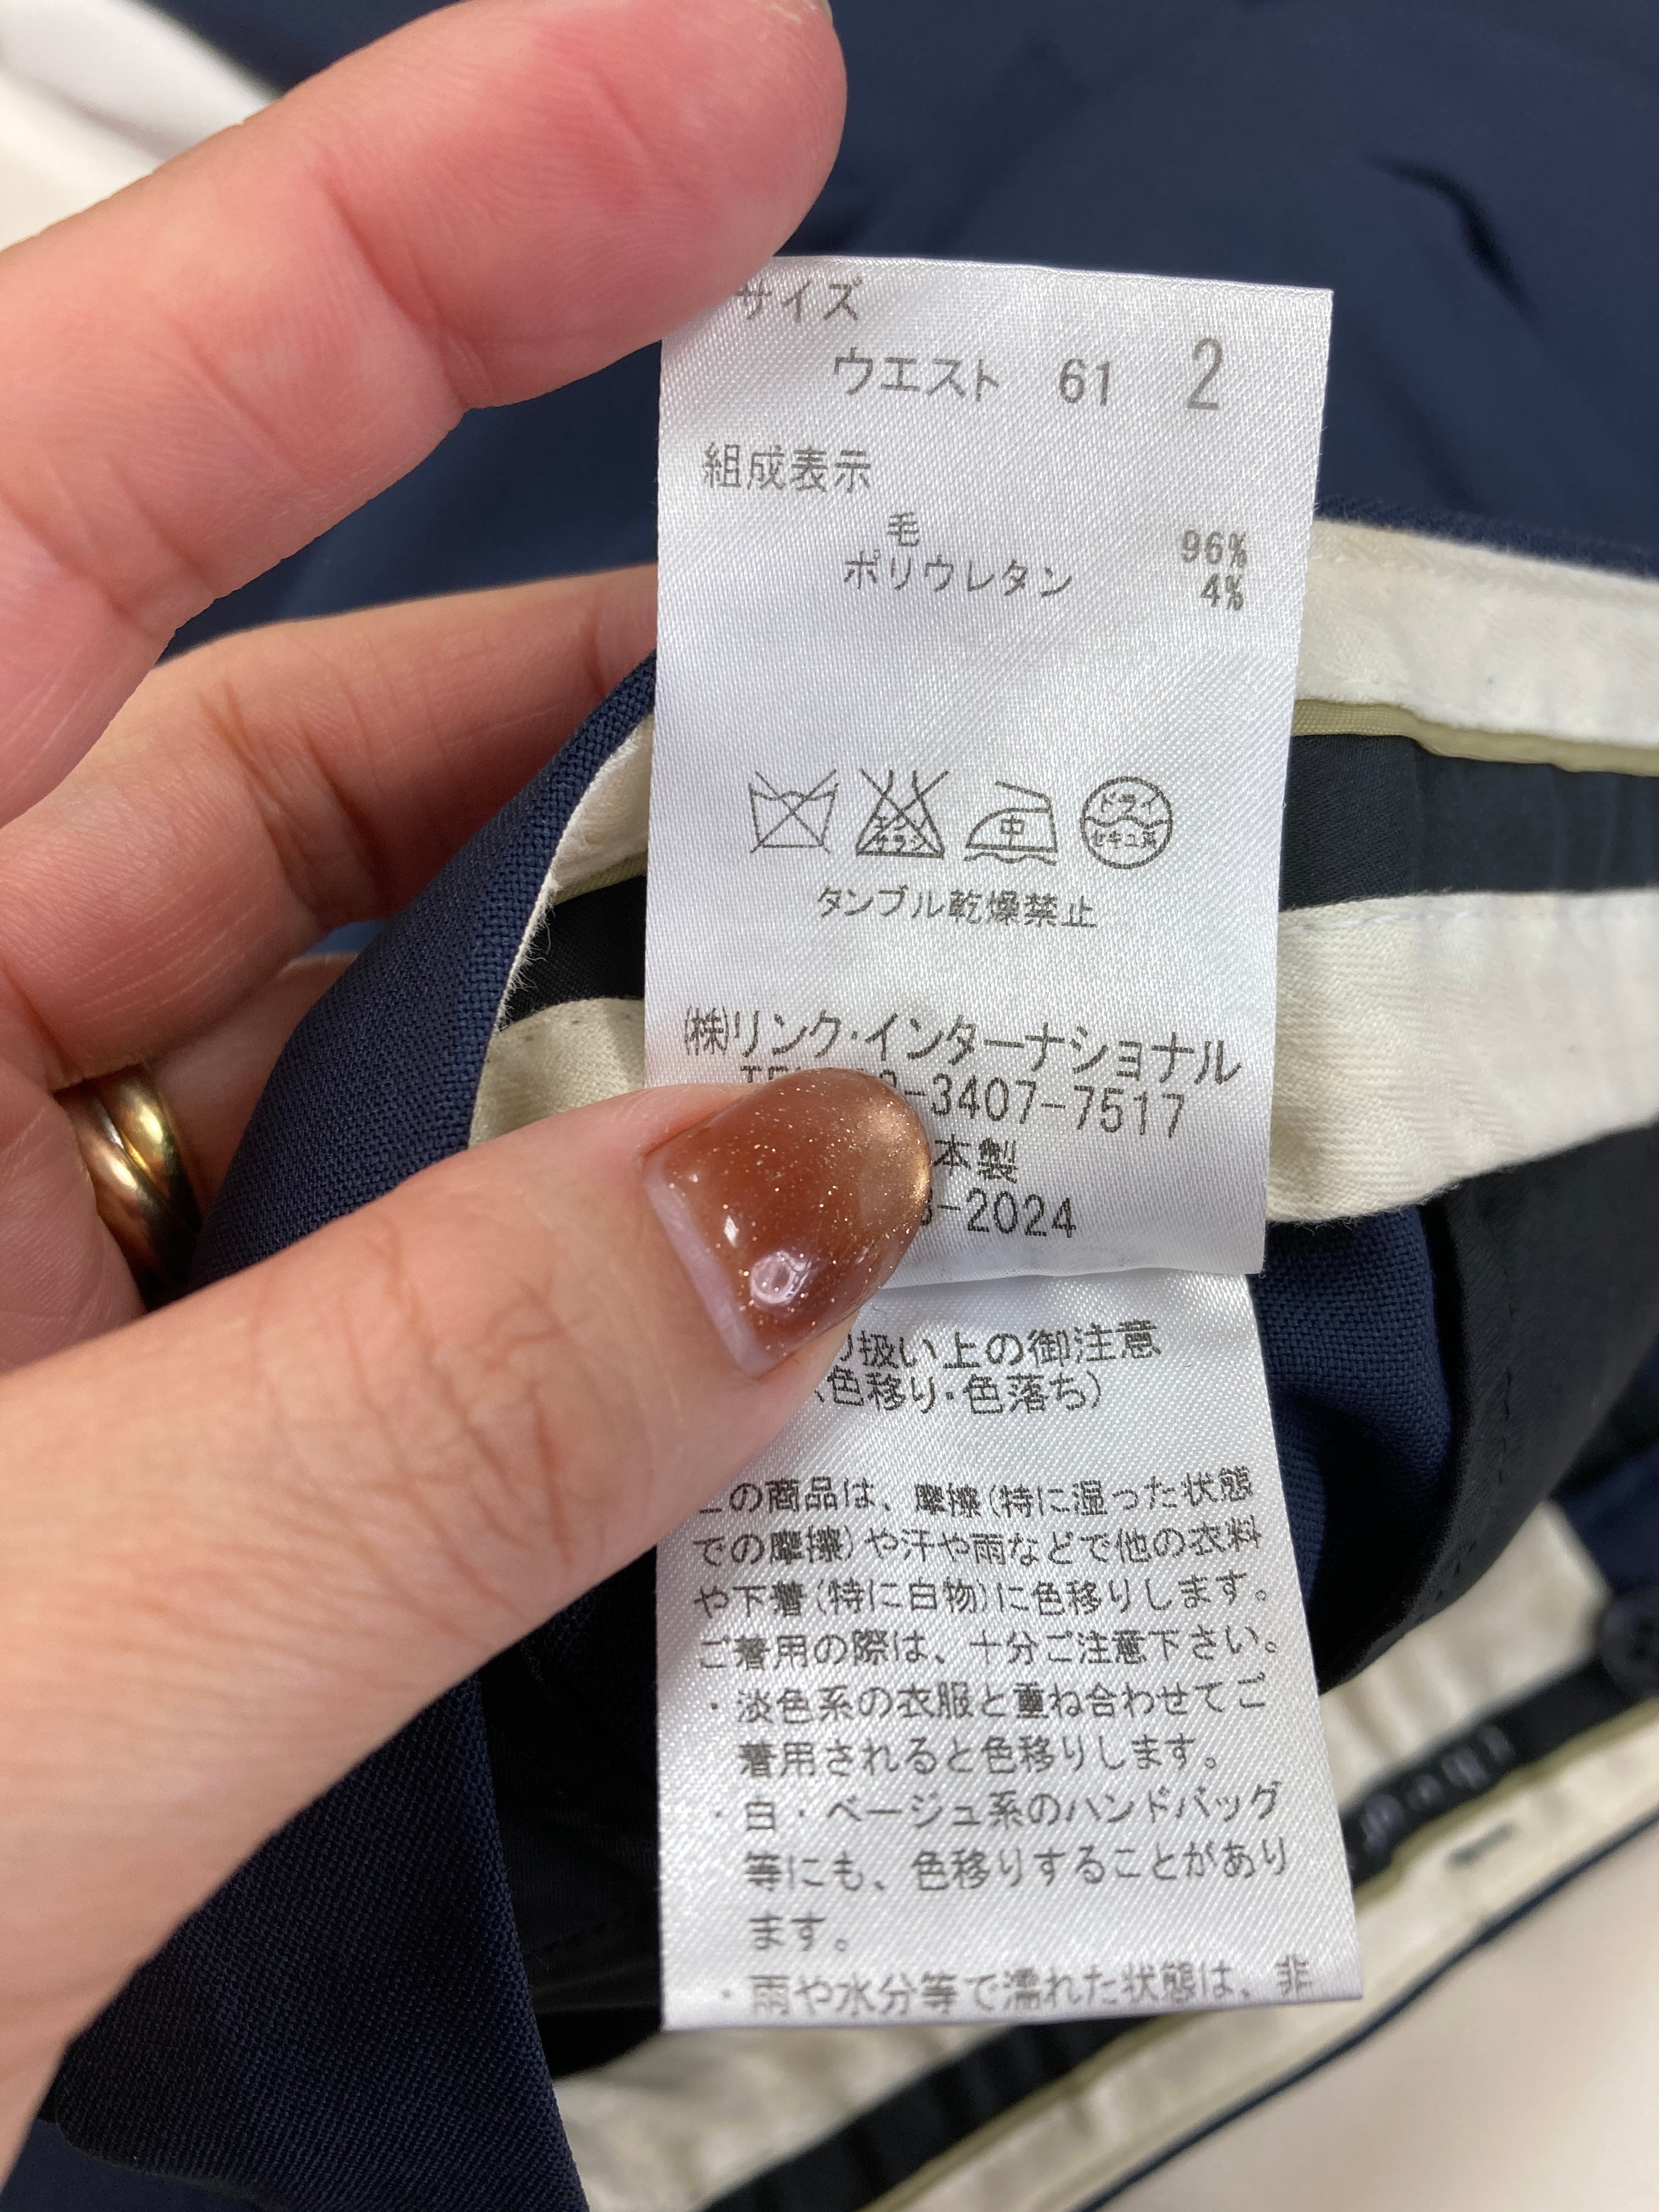 サイズ
ウエスト 61 2
組成表示
毛 96%
ポリウレタン 4%
エンソ
サラシ
中
ドライ
セキユ系
タンブル乾燥禁止
(株)リンク・インターナショナル
3-3407-7517
本製
-2024
り扱い上の御注意
色移り・色落ち)
この商品は、摩擦(特に湿った状態
での摩擦)や汗や雨などで他の衣料
や下着(特に白物)に色移りします。
ご着用の際は、十分ご注意下さい。
・淡色系の衣服と重ね合わせてご
着用されると色移りします。
・白・ベージュ系のハンドバッグ
等にも、色移りすることがあり
ます。
・雨や水分等で濡れた状態は、非